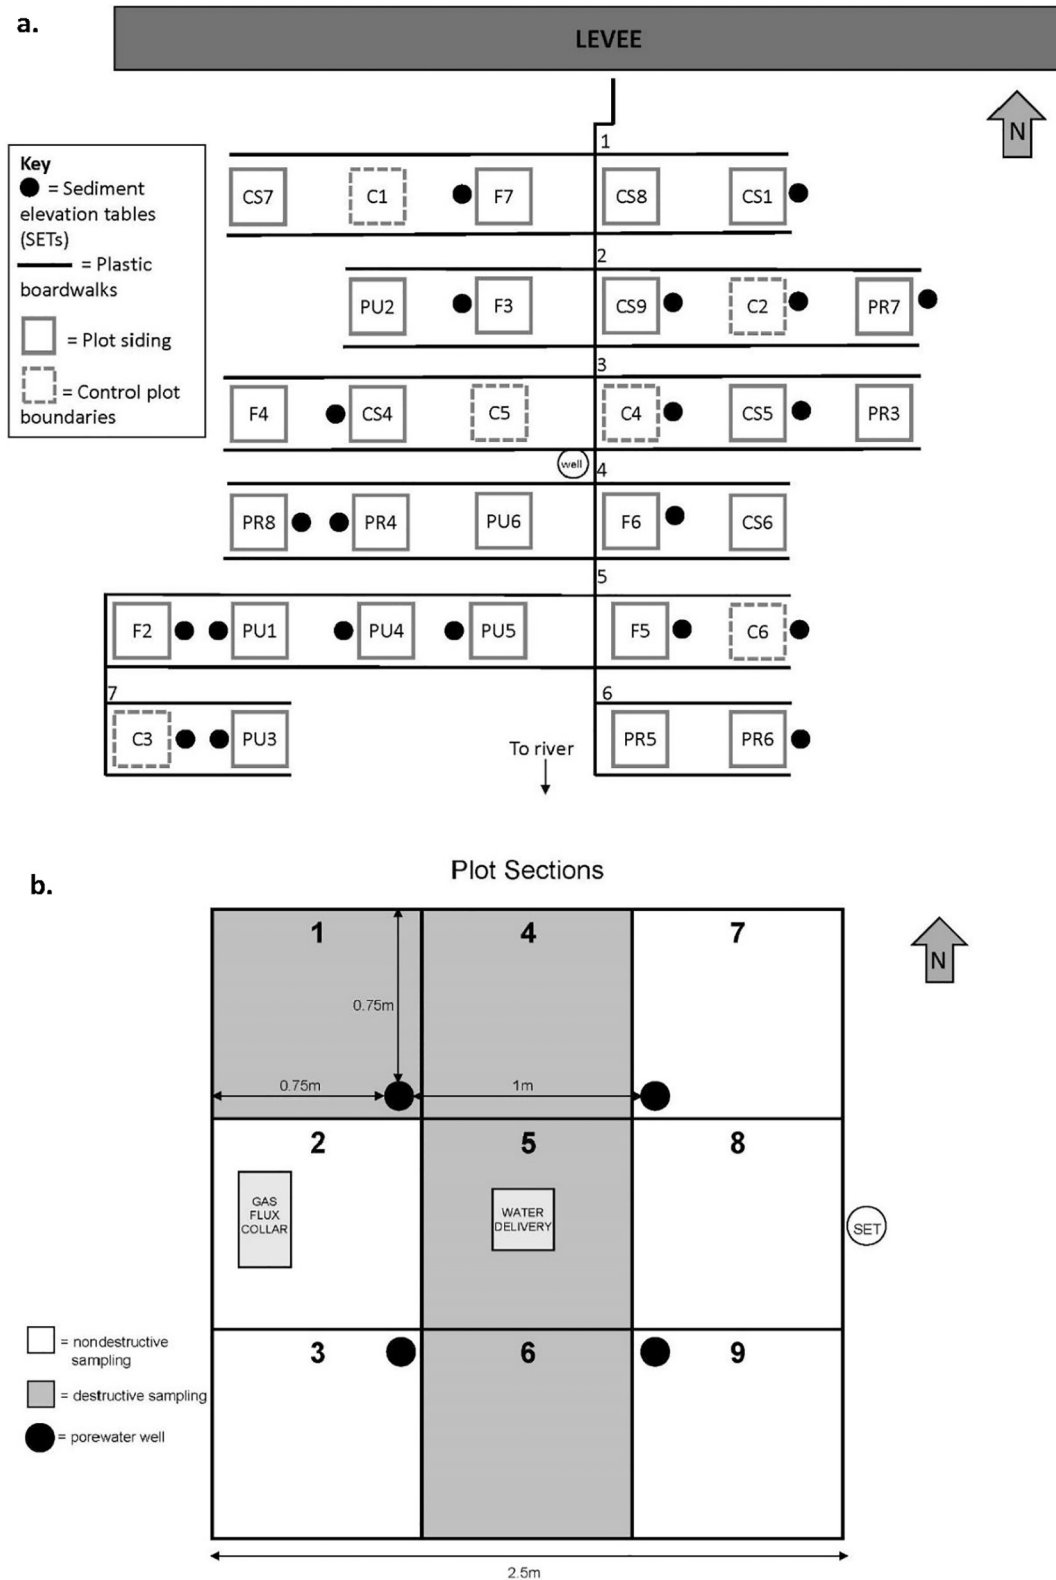 a.
LEVEE
N
Key
= Sediment
elevation tables
(SETs)
= Plastic
boardwalks
= Plot siding
= Control plot
boundaries
1
CS7 C1 F7 CS8 CS1
2
PU2 F3 CS9 C2 PR7
3
F4 CS4 C5 C4 CS5 PR3
well
4
PR8 PR4 PU6 F6 CS6
5
F2 PU1 PU4 PU5 F5 C6
7 6
C3 PU3 PR5 PR6
To river
b.
Plot Sections
N
1 4 7
0.75m
0.75m 1m
2 5 8
GAS
FLUX
COLLAR
WATER
DELIVERY
SET
3 6 9
= nondestructive
sampling
= destructive sampling
= porewater well
2.5m